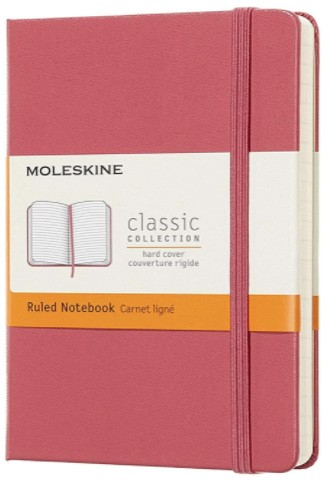 MOLESKINE
classic
COLLECTION
hard cover
couverture rigide
Ruled Notebook Carnet ligné